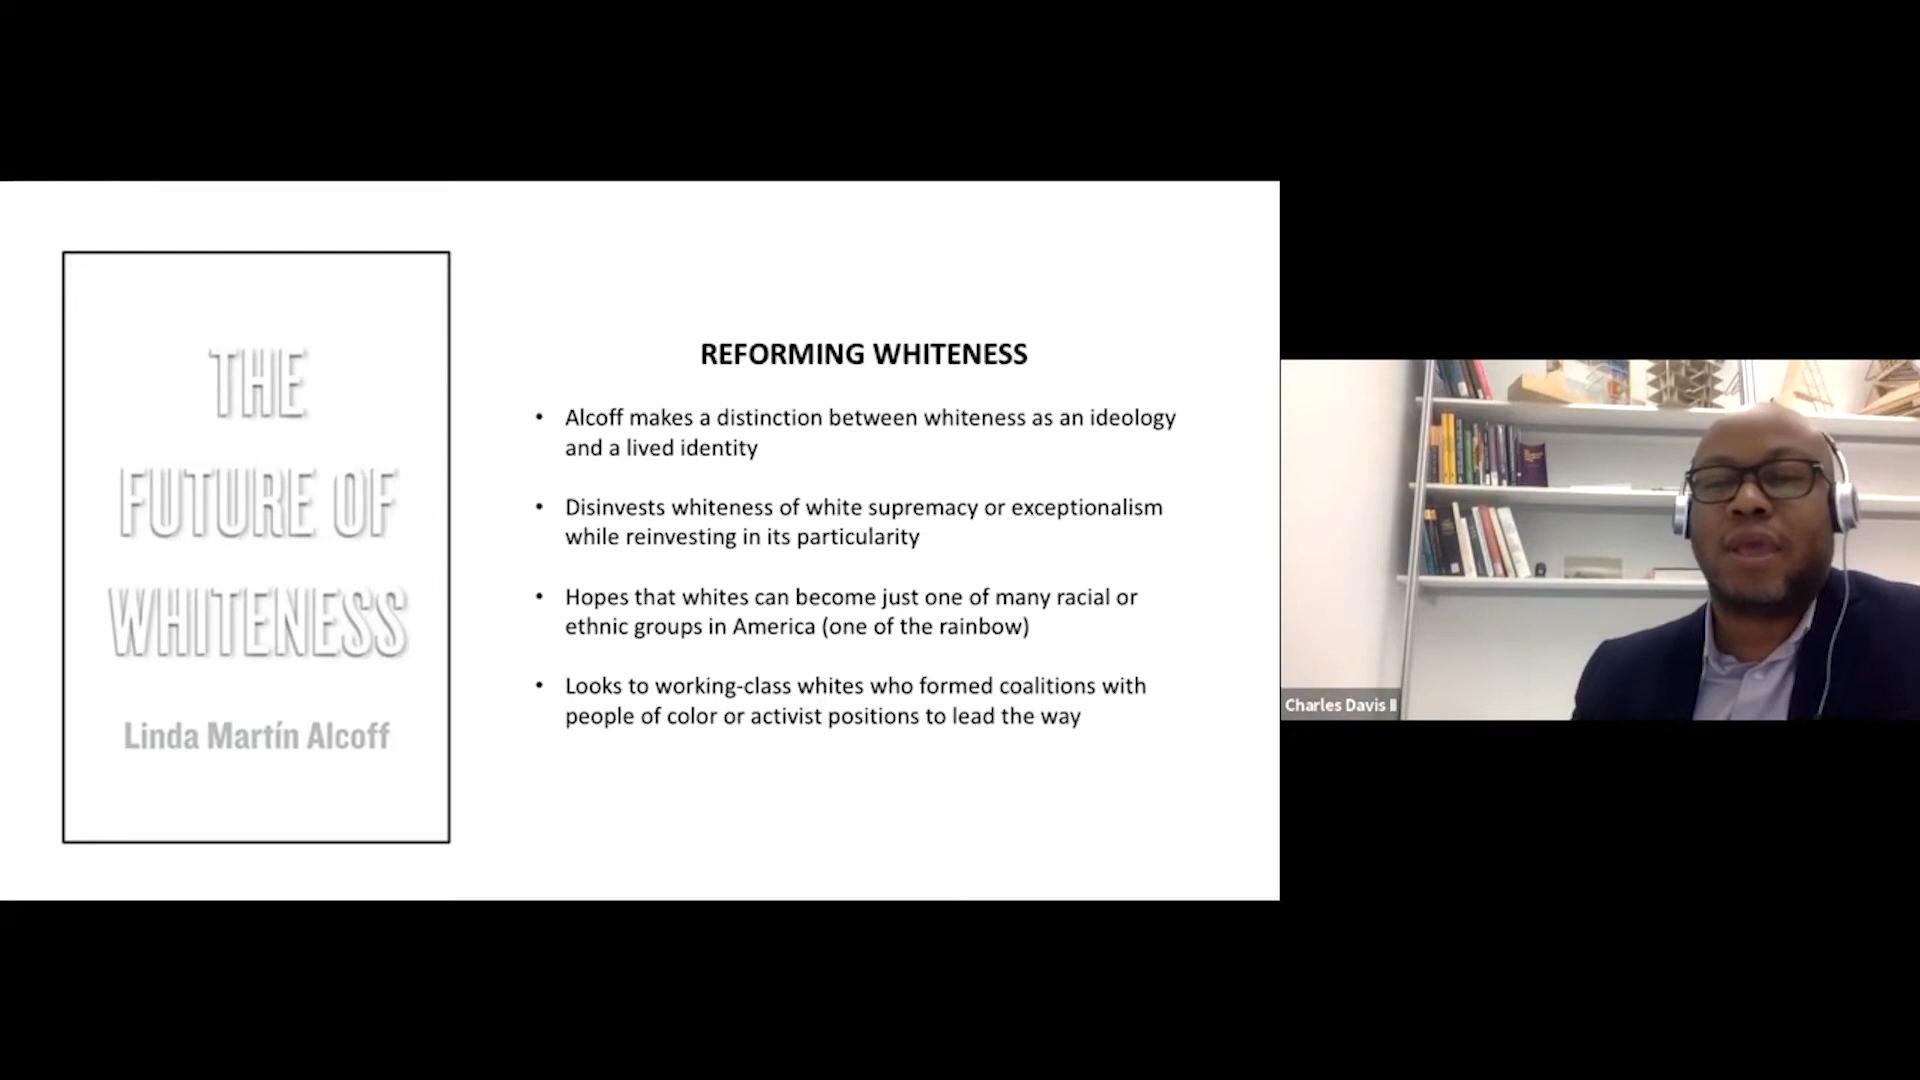 THE
FUTURE OF
WHITENESS
Linda Martín Alcoff
REFORMING WHITENESS
• Alcoff makes a distinction between whiteness as an ideology
and a lived identity
• Disinvests whiteness of white supremacy or exceptionalism
while reinvesting in its particularity
• Hopes that whites can become just one of many racial or
ethnic groups in America (one of the rainbow)
• Looks to working-class whites who formed coalitions with
people of color or activist positions to lead the way
Charles Davis II